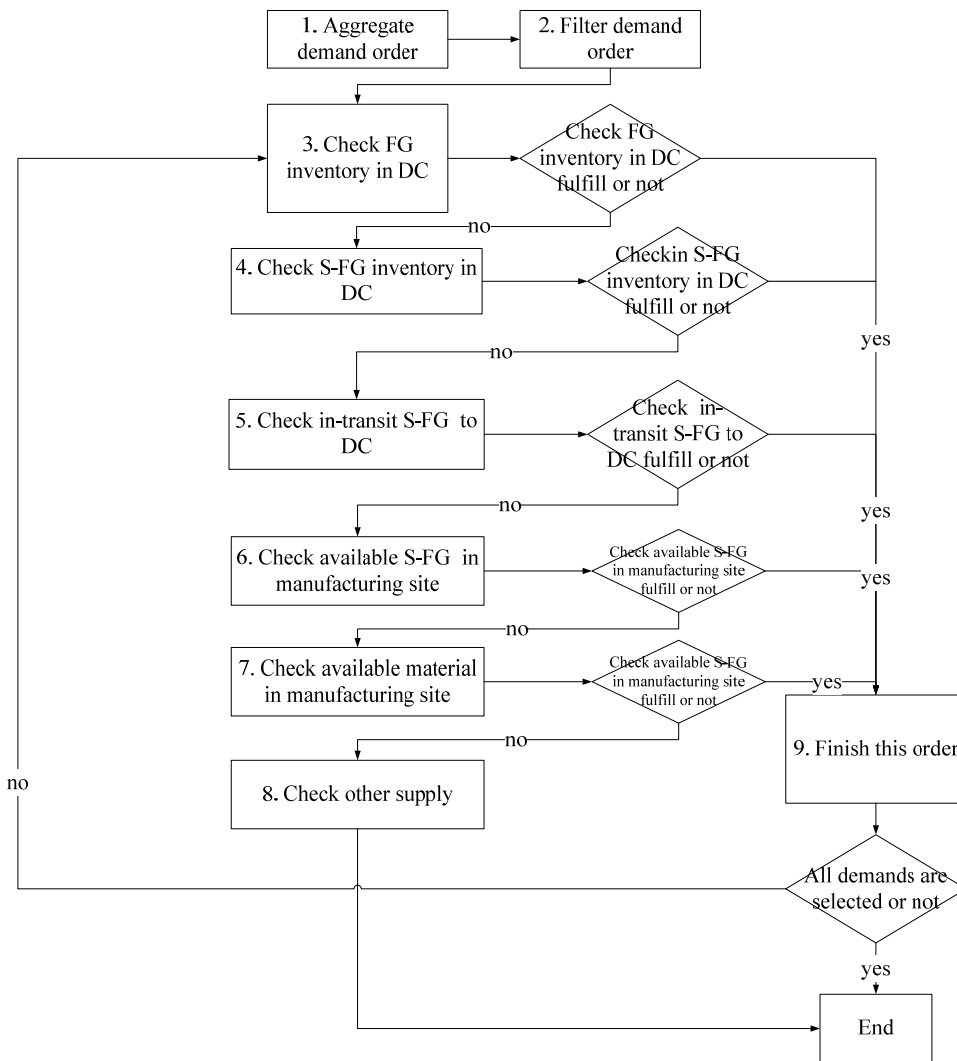 1. Aggregate
demand order
2. Filter demand
order
3. Check FG
inventory in DC
Check FG
inventory in DC
fulfill or not
no
4. Check S-FG inventory in
DC
Checkin S-FG
inventory in DC
fulfill or not
yes
no
5. Check in-transit S-FG to
DC
Check in-
transit S-FG to
DC fulfill or not
no
yes
6. Check available S-FG in
manufacturing site
Check available S-FG
in manufacturing site
fulfill or not
yes
no
7. Check available material
in manufacturing site
Check available S-FG
in manufacturing site
fulfill or not
yes
no
8. Check other supply
9. Finish this order
no
All demands are
selected or not
yes
End